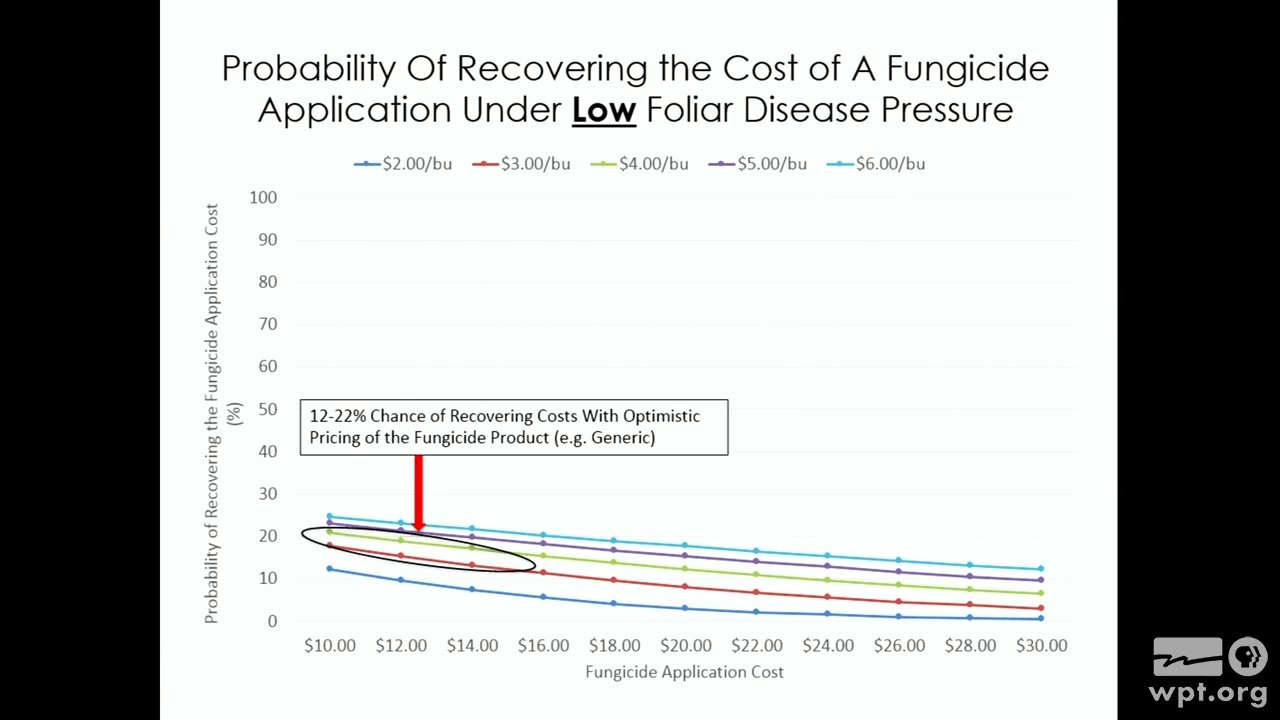 Probability Of Recovering the Cost of A Fungicide
Application Under Low Foliar Disease Pressure
$2.00/bu $3.00/bu $4.00/bu $5.00/bu $6.00/bu
Probability of Recovering the Fungicide Application Cost
(%)
100
90
80
70
60
50
40
30
20
10
0
12-22% Chance of Recovering Costs With Optimistic
Pricing of the Fungicide Product (e.g. Generic)
$10.00 $12.00 $14.00 $16.00 $18.00 $20.00 $22.00 $24.00 $26.00 $28.00 $30.00
Fungicide Application Cost
wpt.org